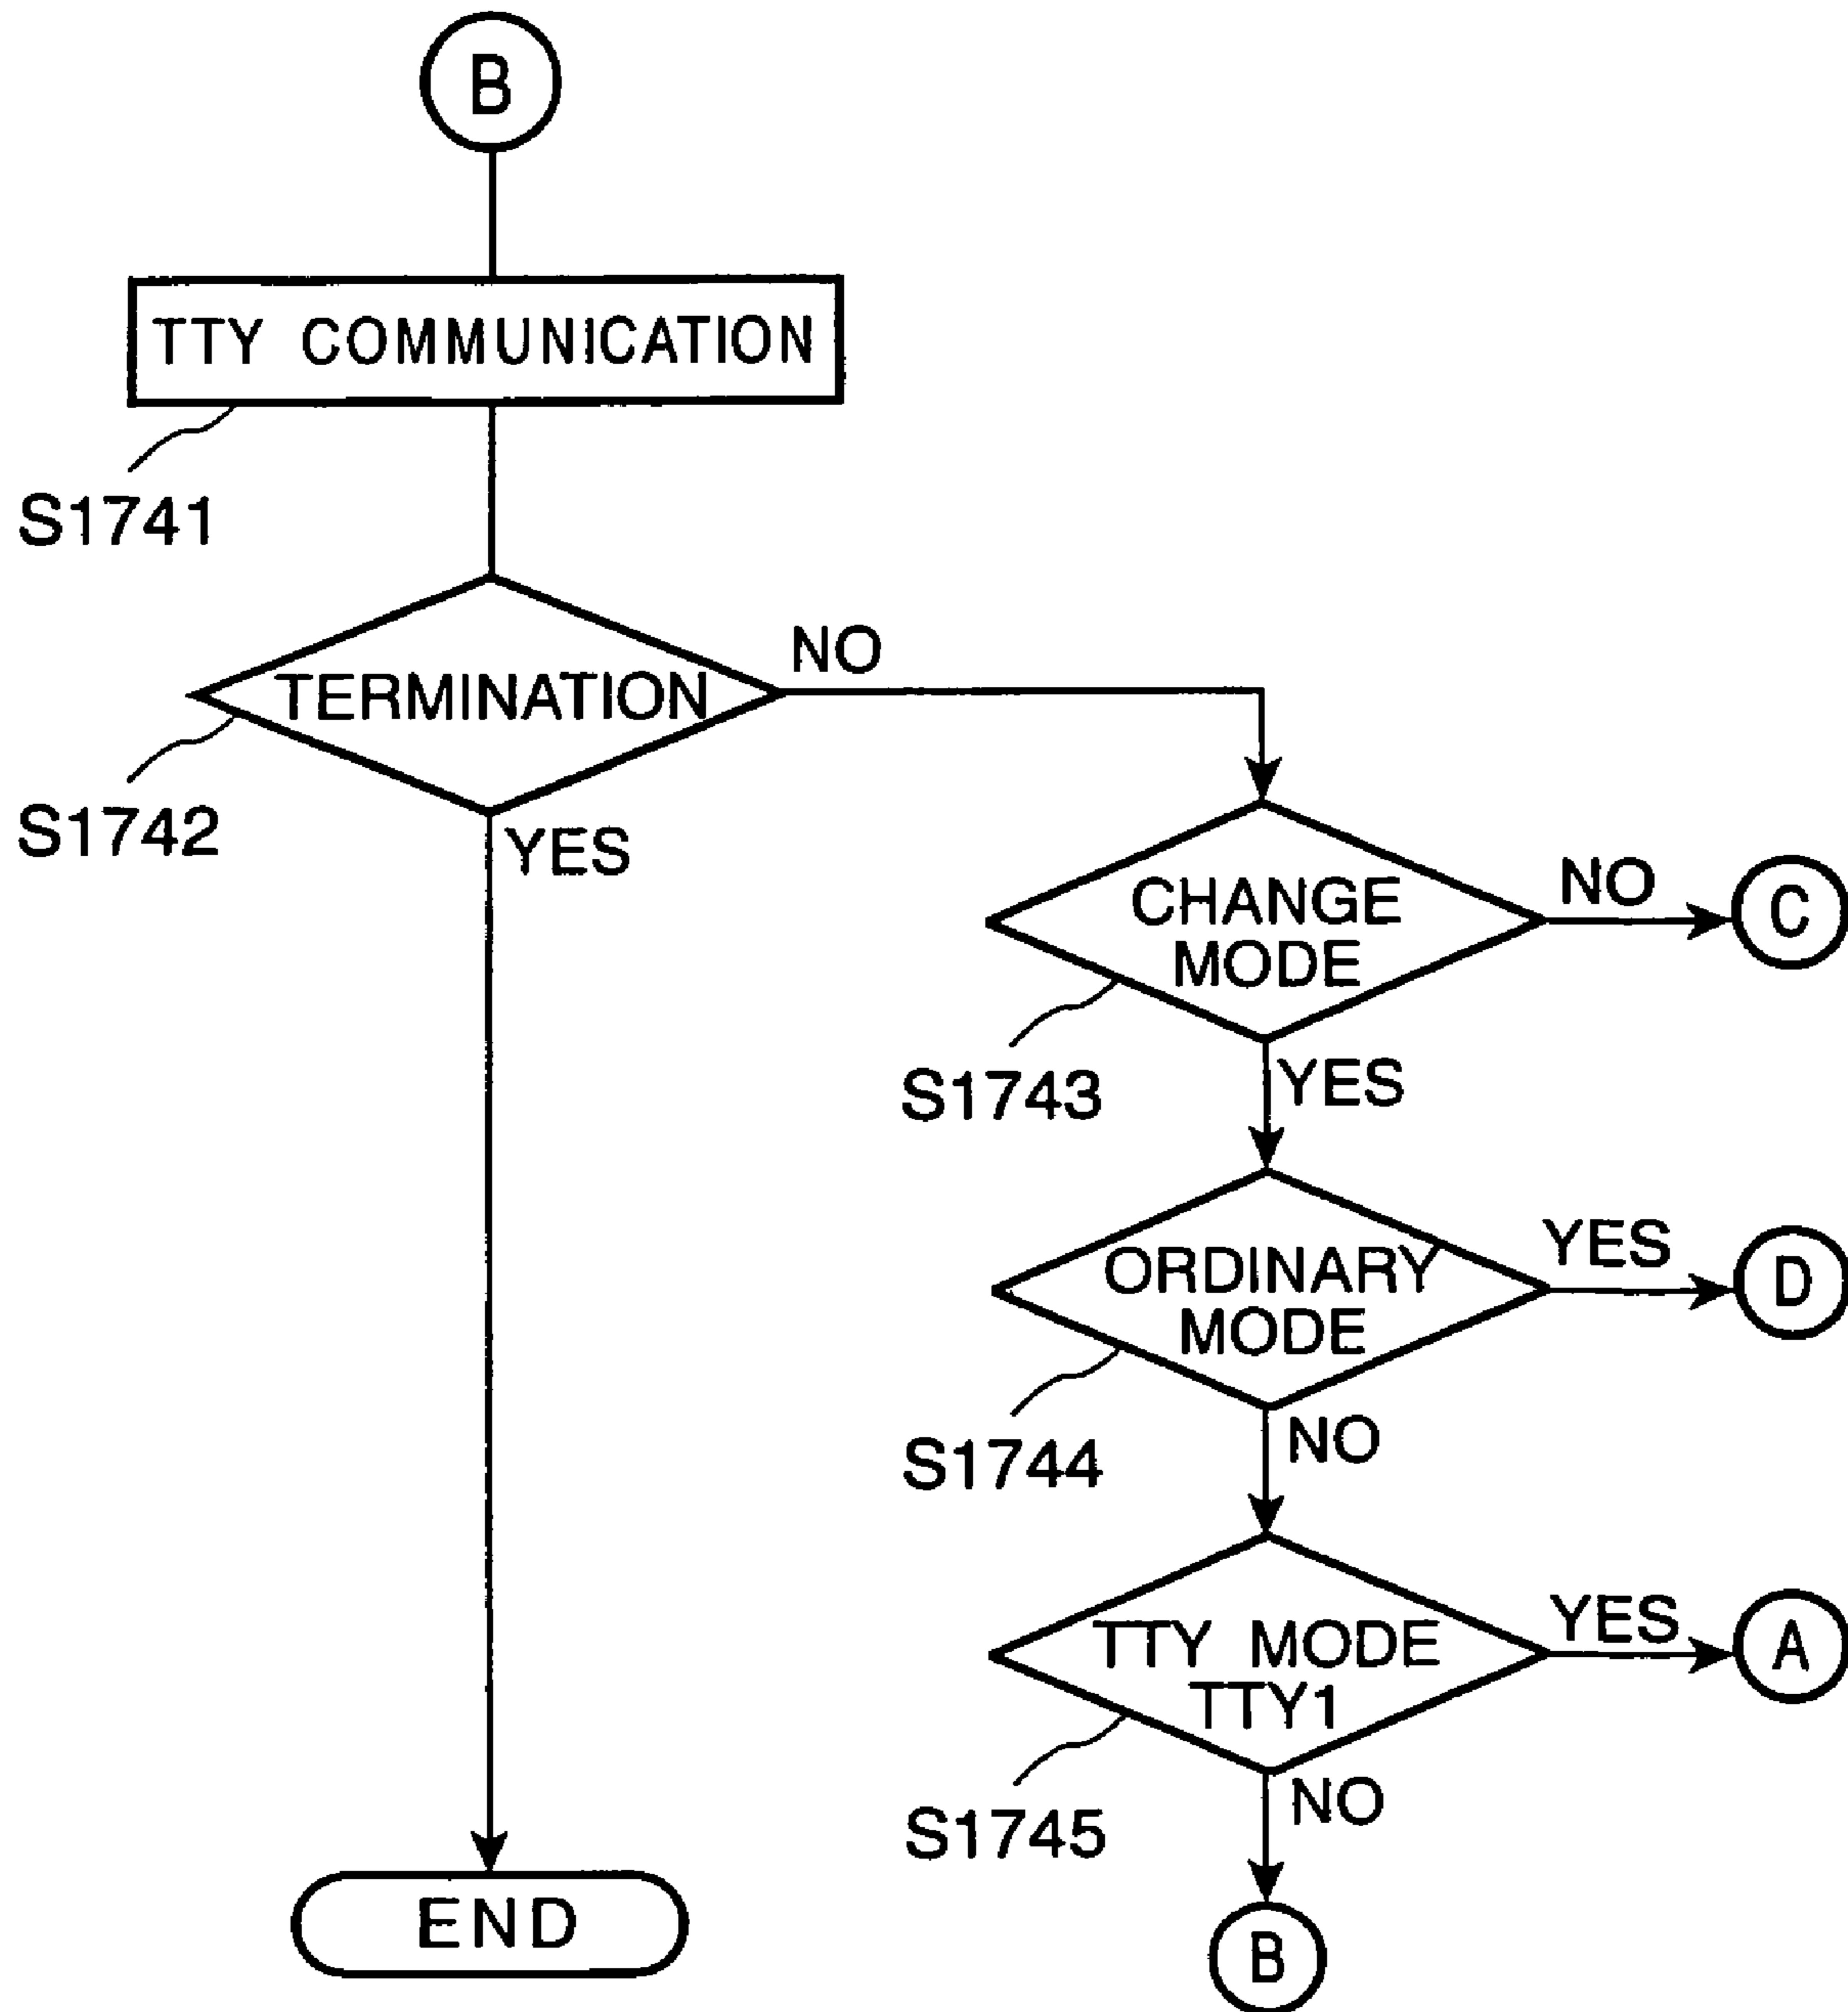 B
TTY COMMUNICATION
S1741
TERMINATION
NO
S1742
YES
CHANGE
MODE
NO
C
S1743
YES
ORDINARY
MODE
YES
D
S1744
NO
TTY MODE
TTY1
YES
A
S1745
NO
END
B